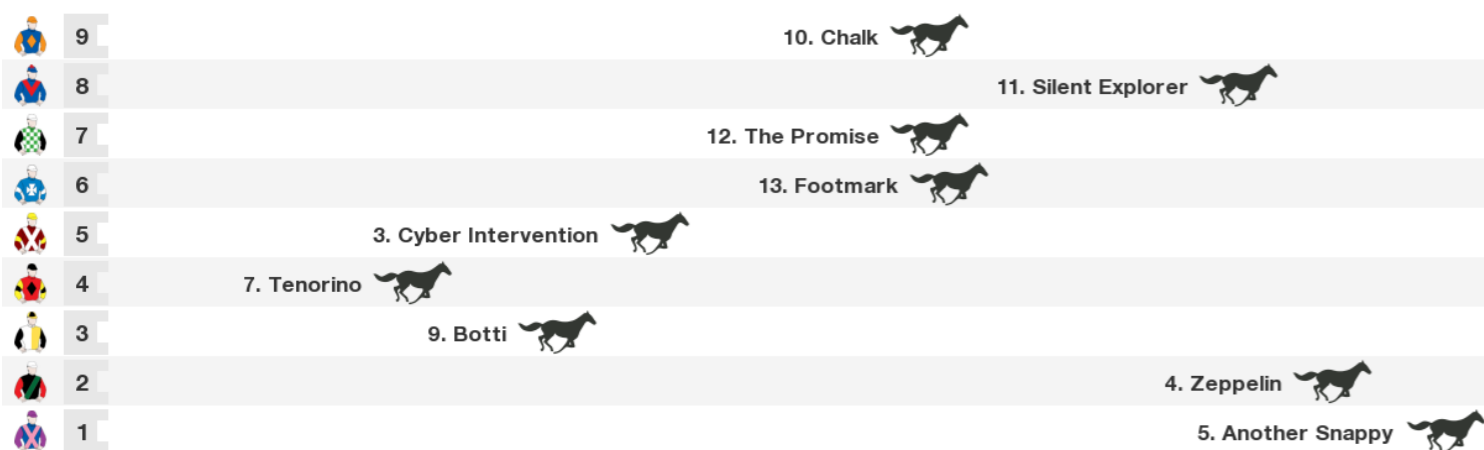 9 10. Chalk
8 11. Silent Explorer
7 12. The Promise
6 13. Footmark
5 3. Cyber Intervention
4 7. Tenorino
3 9. Botti
2 4. Zeppelin
1 5. Another Snappy